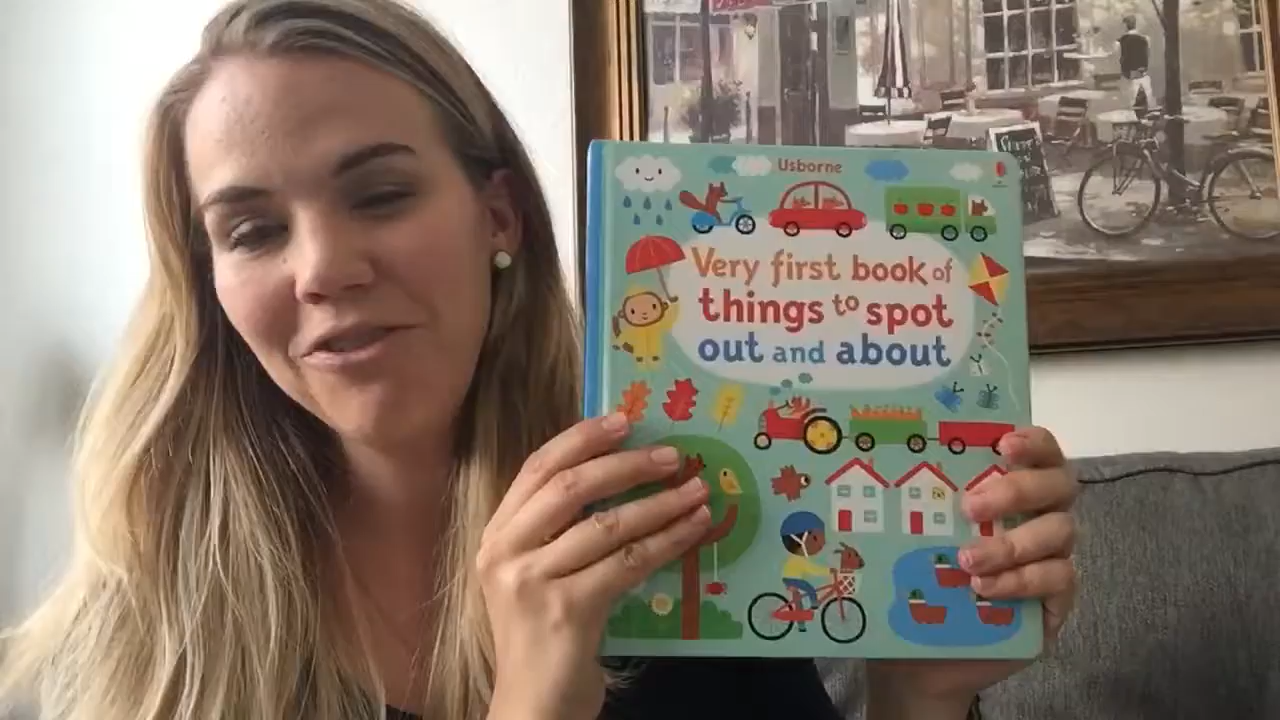 Usborne
Very first book of
things to spot
out and about